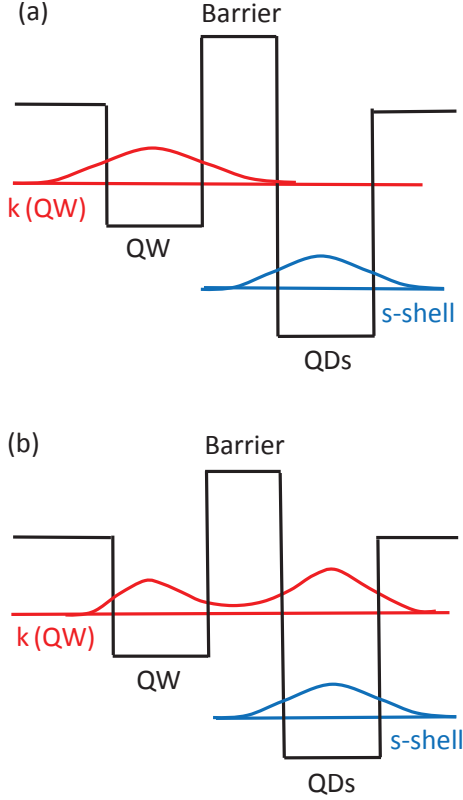 (a)
Barrier
k (QW)
QW
s-shell
QDs
(b)
Barrier
k (QW)
QW
s-shell
QDs